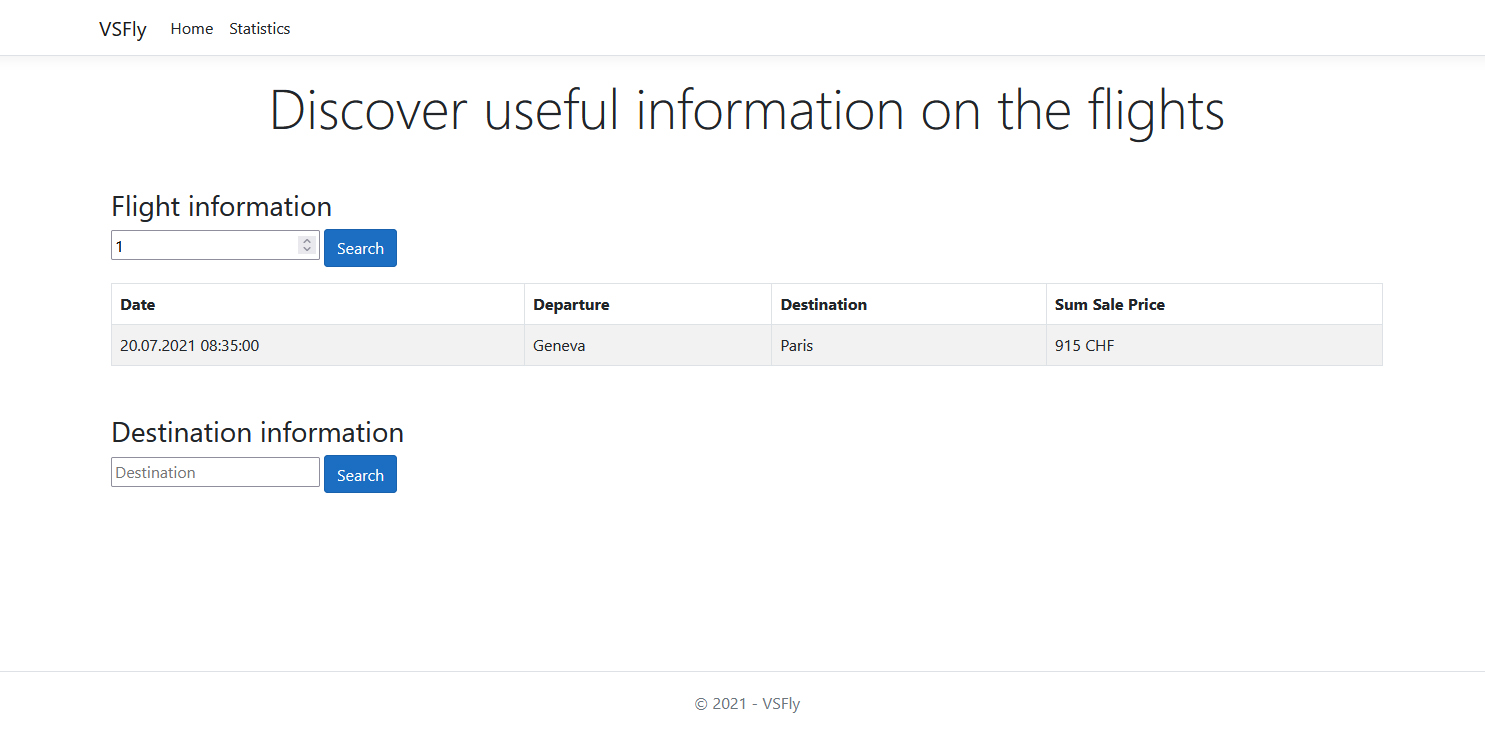 VSFly Home Statistics
Discover useful information on the flights
Flight information
1 Search
Date Departure Destination Sum Sale Price
20.07.2021 08:35:00 Geneva Paris 915 CHF
Destination information
Destination Search
© 2021 - VSFly